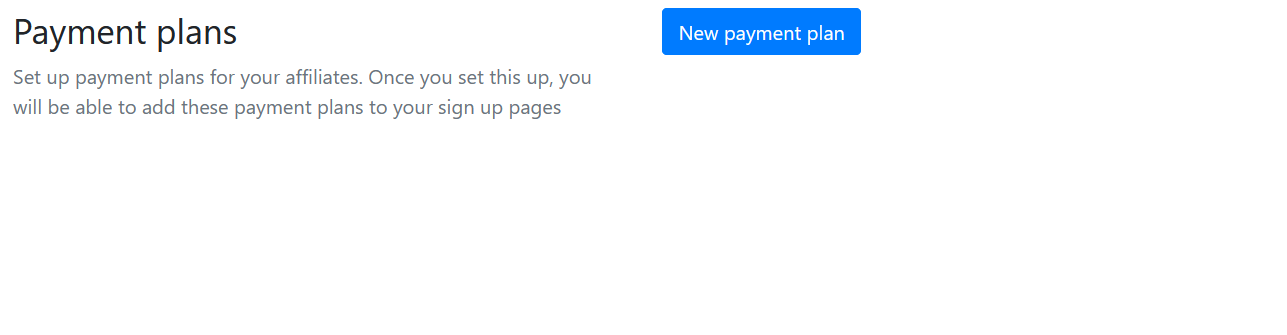 Payment plans
New payment plan
Set up payment plans for your affiliates. Once you set this up, you
will be able to add these payment plans to your sign up pages